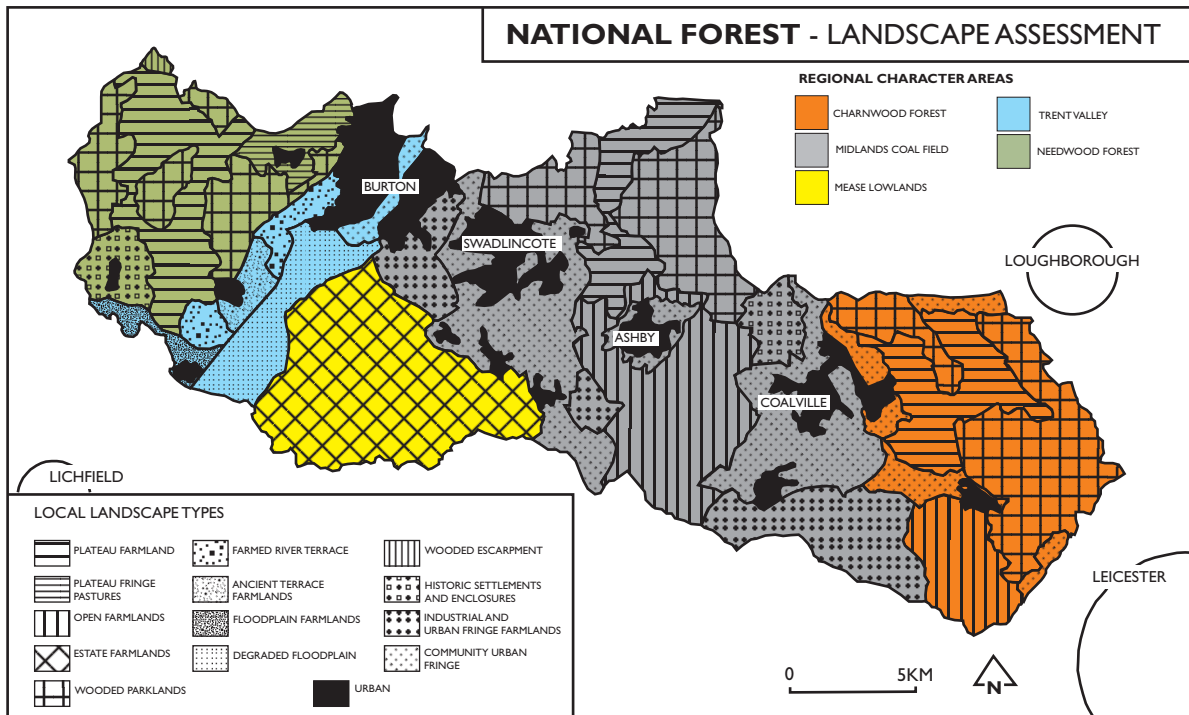 NATIONAL FOREST - LANDSCAPE ASSESSMENT
REGIONAL CHARACTER AREAS
CHARNWOOD FOREST
MIDLANDS COAL FIELD
MEASE LOWLANDS
TRENT VALLEY
NEEDWOOD FOREST
BURTON
SWADLINCOTE
ASHBY
COALVILLE
LOUGHBOROUGH
LICHFIELD
LEICESTER
LOCAL LANDSCAPE TYPES
PLATEAU FARMLAND
PLATEAU FRINGE
PASTURES
OPEN FARMLANDS
ESTATE FARMLANDS
WOODED PARKLANDS
FARMED RIVER TERRACE
ANCIENT TERRACE
FARMLANDS
FLOODPLAIN FARMLANDS
DEGRADED FLOODPLAIN
URBAN
WOODED ESCARPMENT
HISTORIC SETTLEMENTS
AND ENCLOSURES
INDUSTRIAL AND
URBAN FRINGE FARMLANDS
COMMUNITY URBAN
FRINGE
0 5KM
N